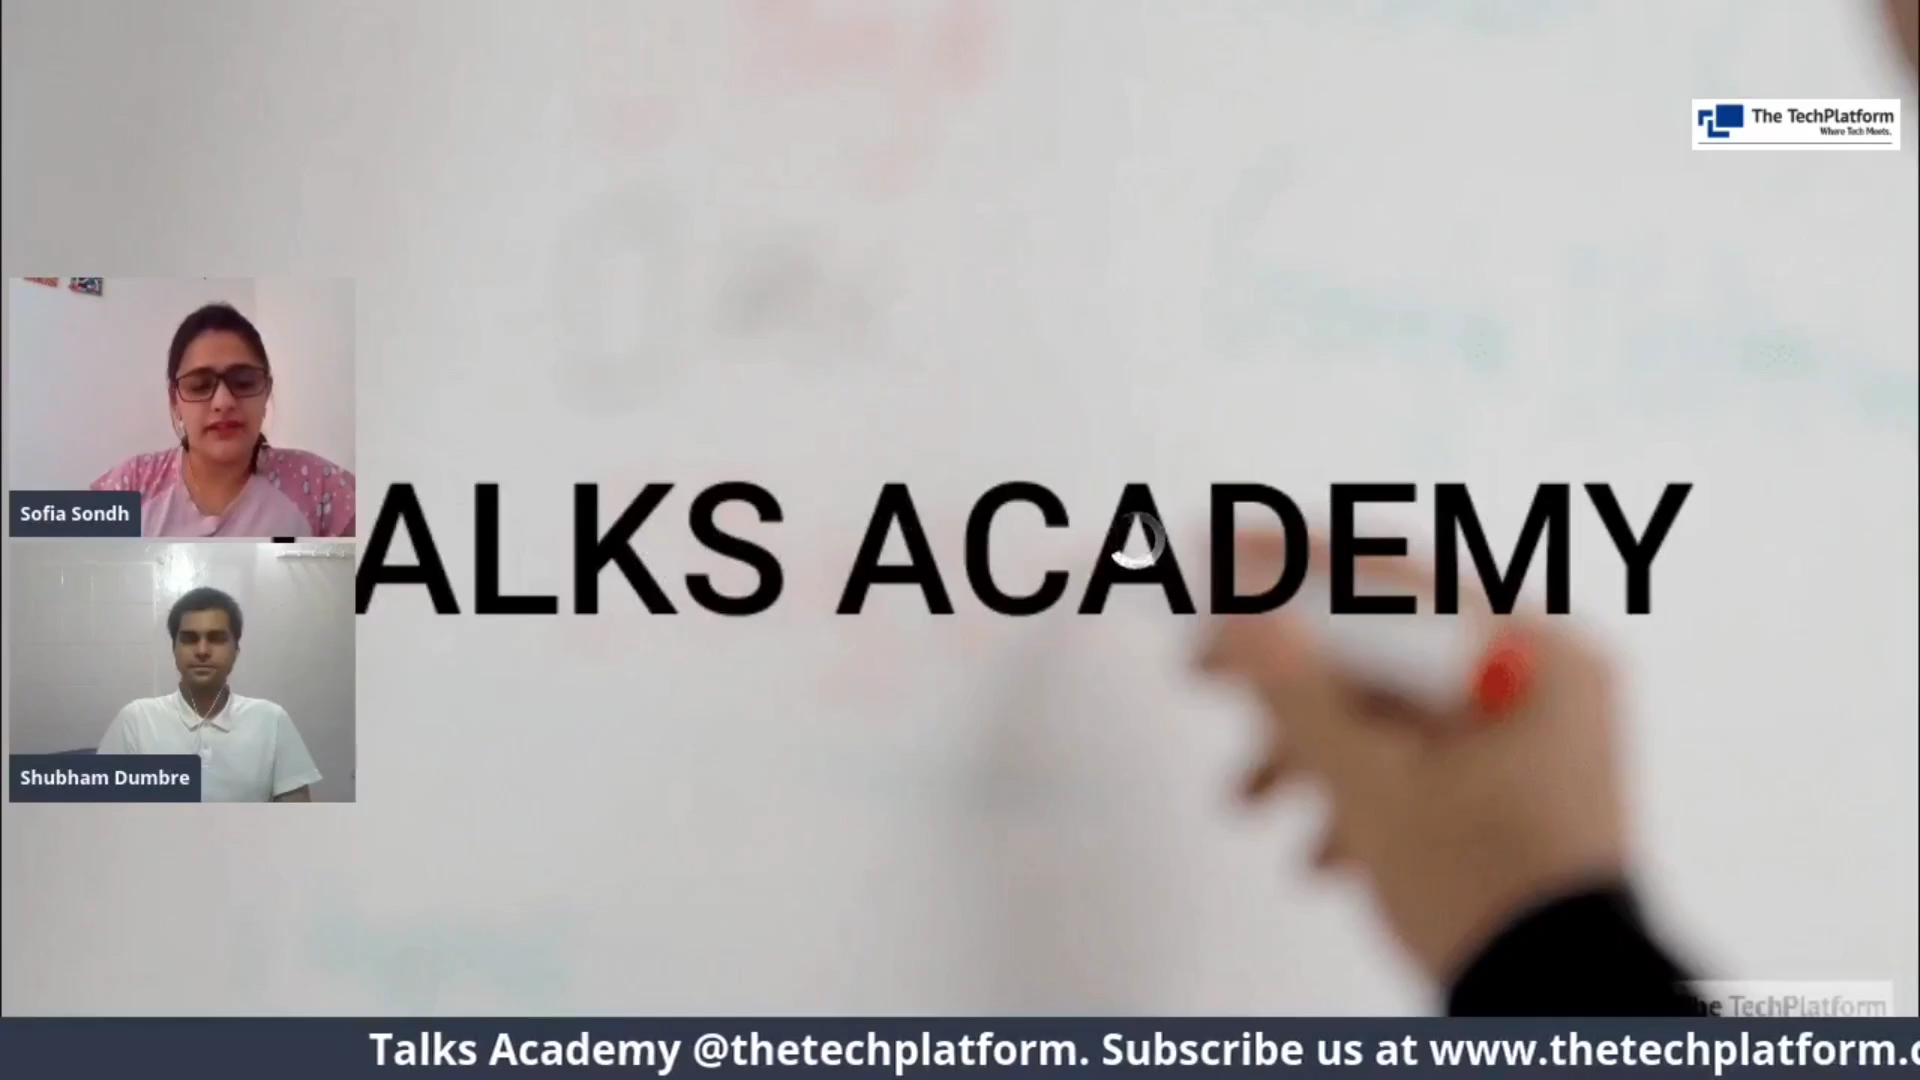 The TechPlatform
Where Tech Meets.
Sofia Sondh
ALKS ACADEMY
Shubham Dumbre
he TechPlatform
Talks Academy @thetechplatform. Subscribe us at www.thetechplatform.c